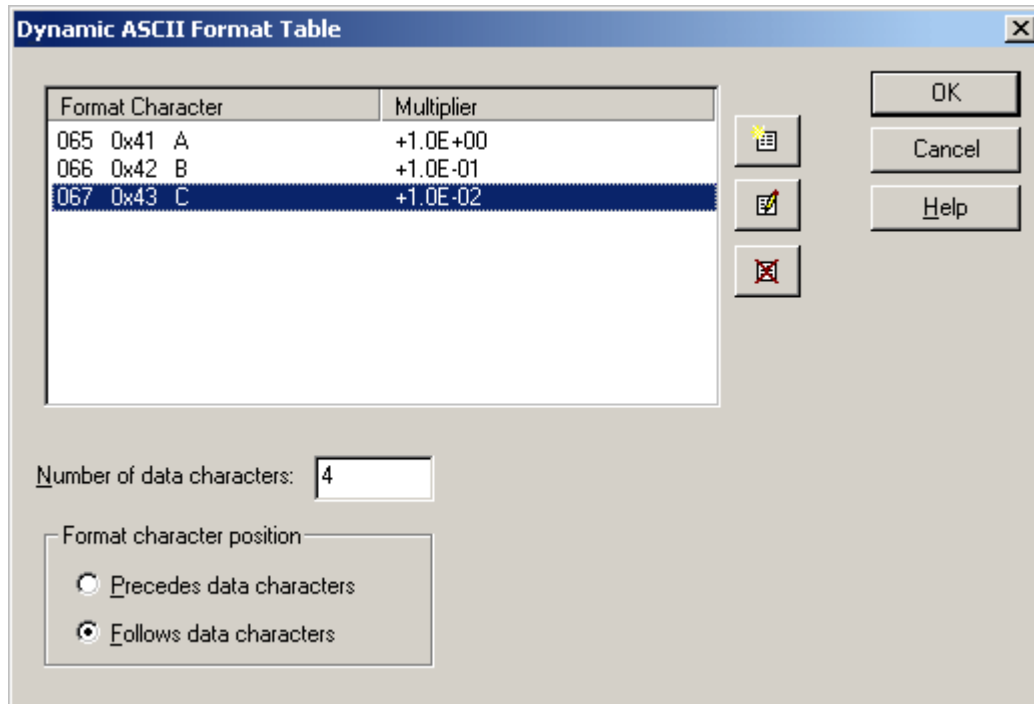 Dynamic ASCII Format Table
Format Character Multiplier
065 0x41 A +1.0E+00
066 0x42 B +1.0E-01
067 0x43 C +1.0E-02
OK
Cancel
Help
Number of data characters: 4
Format character position
Precedes data characters
Follows data characters